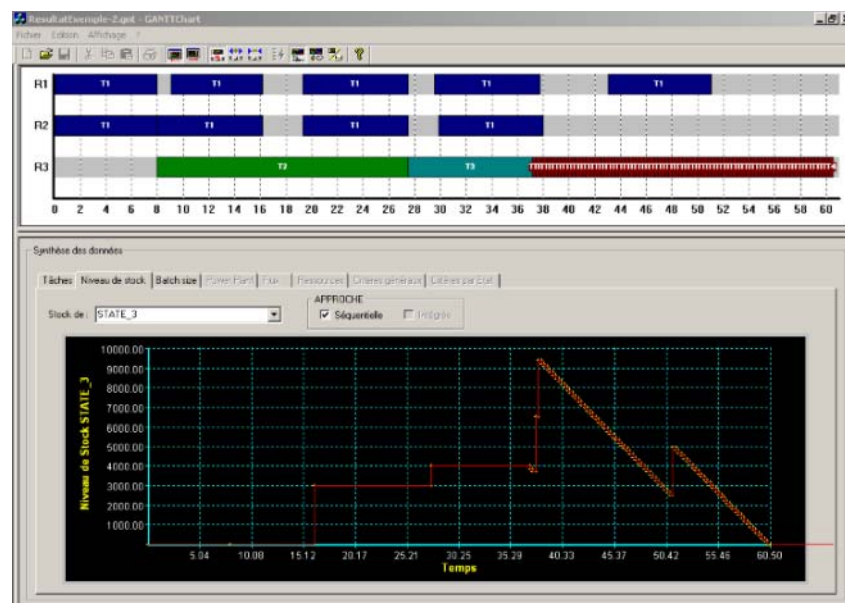 ResultatExemple-2.gnt - GANTTChart
Fichier Edition Affichage ?
R1 T1 T1 T1 T1 T1
R2 T1 T1 T1 T1
R3 T2 T3
0 2 4 6 8 10 12 14 16 18 20 22 24 26 28 30 32 34 36 38 40 42 44 46 48 50 52 54 56 58 60
Synthèse des données
Tâches Niveau de stock Batch size Power Plant Flux Ressources Critères généraux Critères par Etat
APPROCHE
Stock de : STATE_3 Séquentielle Intégrée
10000.00
9000.00
8000.00
7000.00
6000.00
5000.00
4000.00
3000.00
2000.00
1000.00
Niveau de Stock STATE_3
5.04 10.08 15.12 20.17 25.21 30.25 35.29 40.33 45.37 50.42 55.46 60.50
Temps